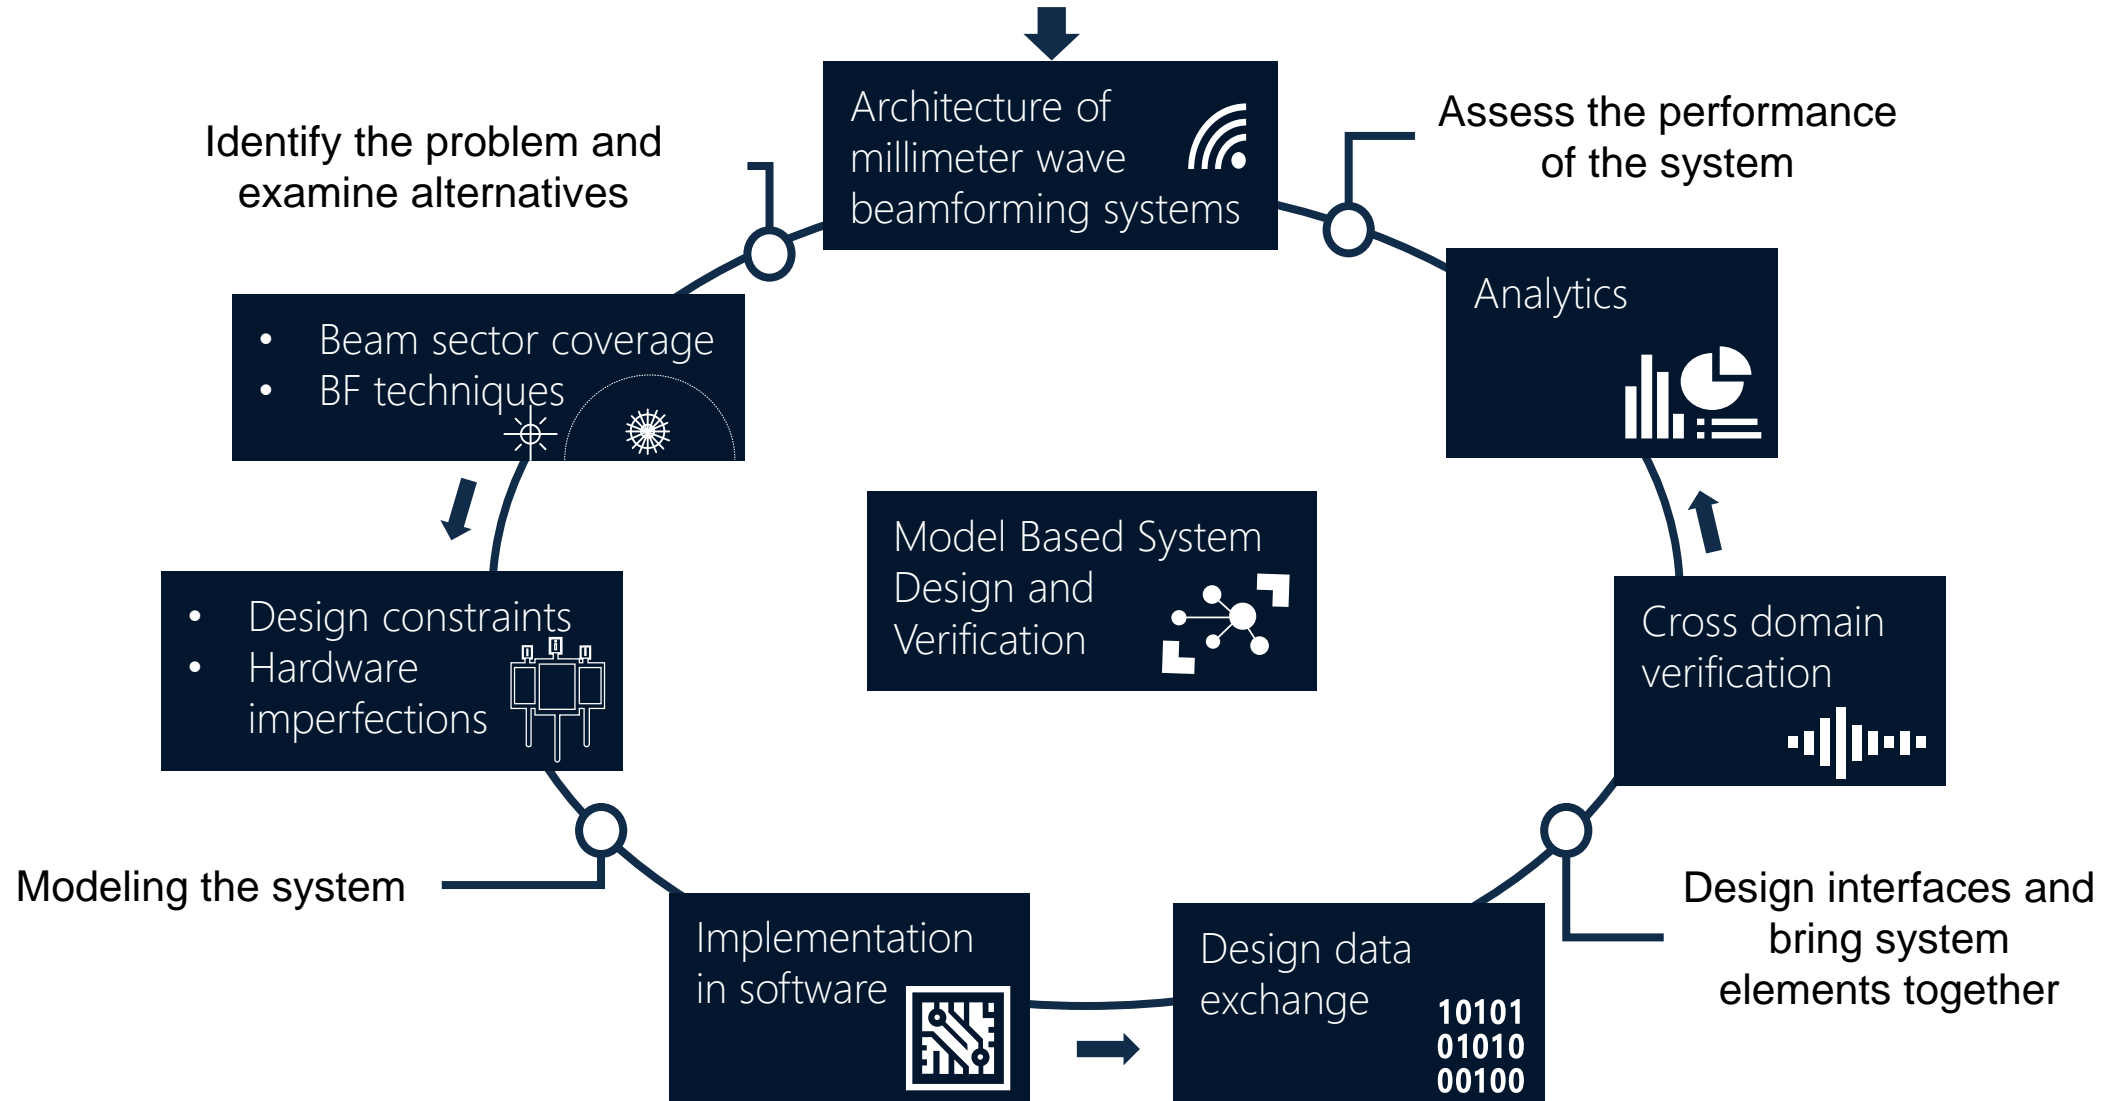 Architecture of
millimeter wave
beamforming systems
Identify the problem and
examine alternatives
Assess the performance
of the system
Analytics
• Beam sector coverage
• BF techniques
Model Based System
Design and
Verification
• Design constraints
• Hardware
imperfections
Cross domain
verification
Modeling the system
Implementation
in software
Design data
exchange
10101
01010
00100
Design interfaces and
bring system
elements together